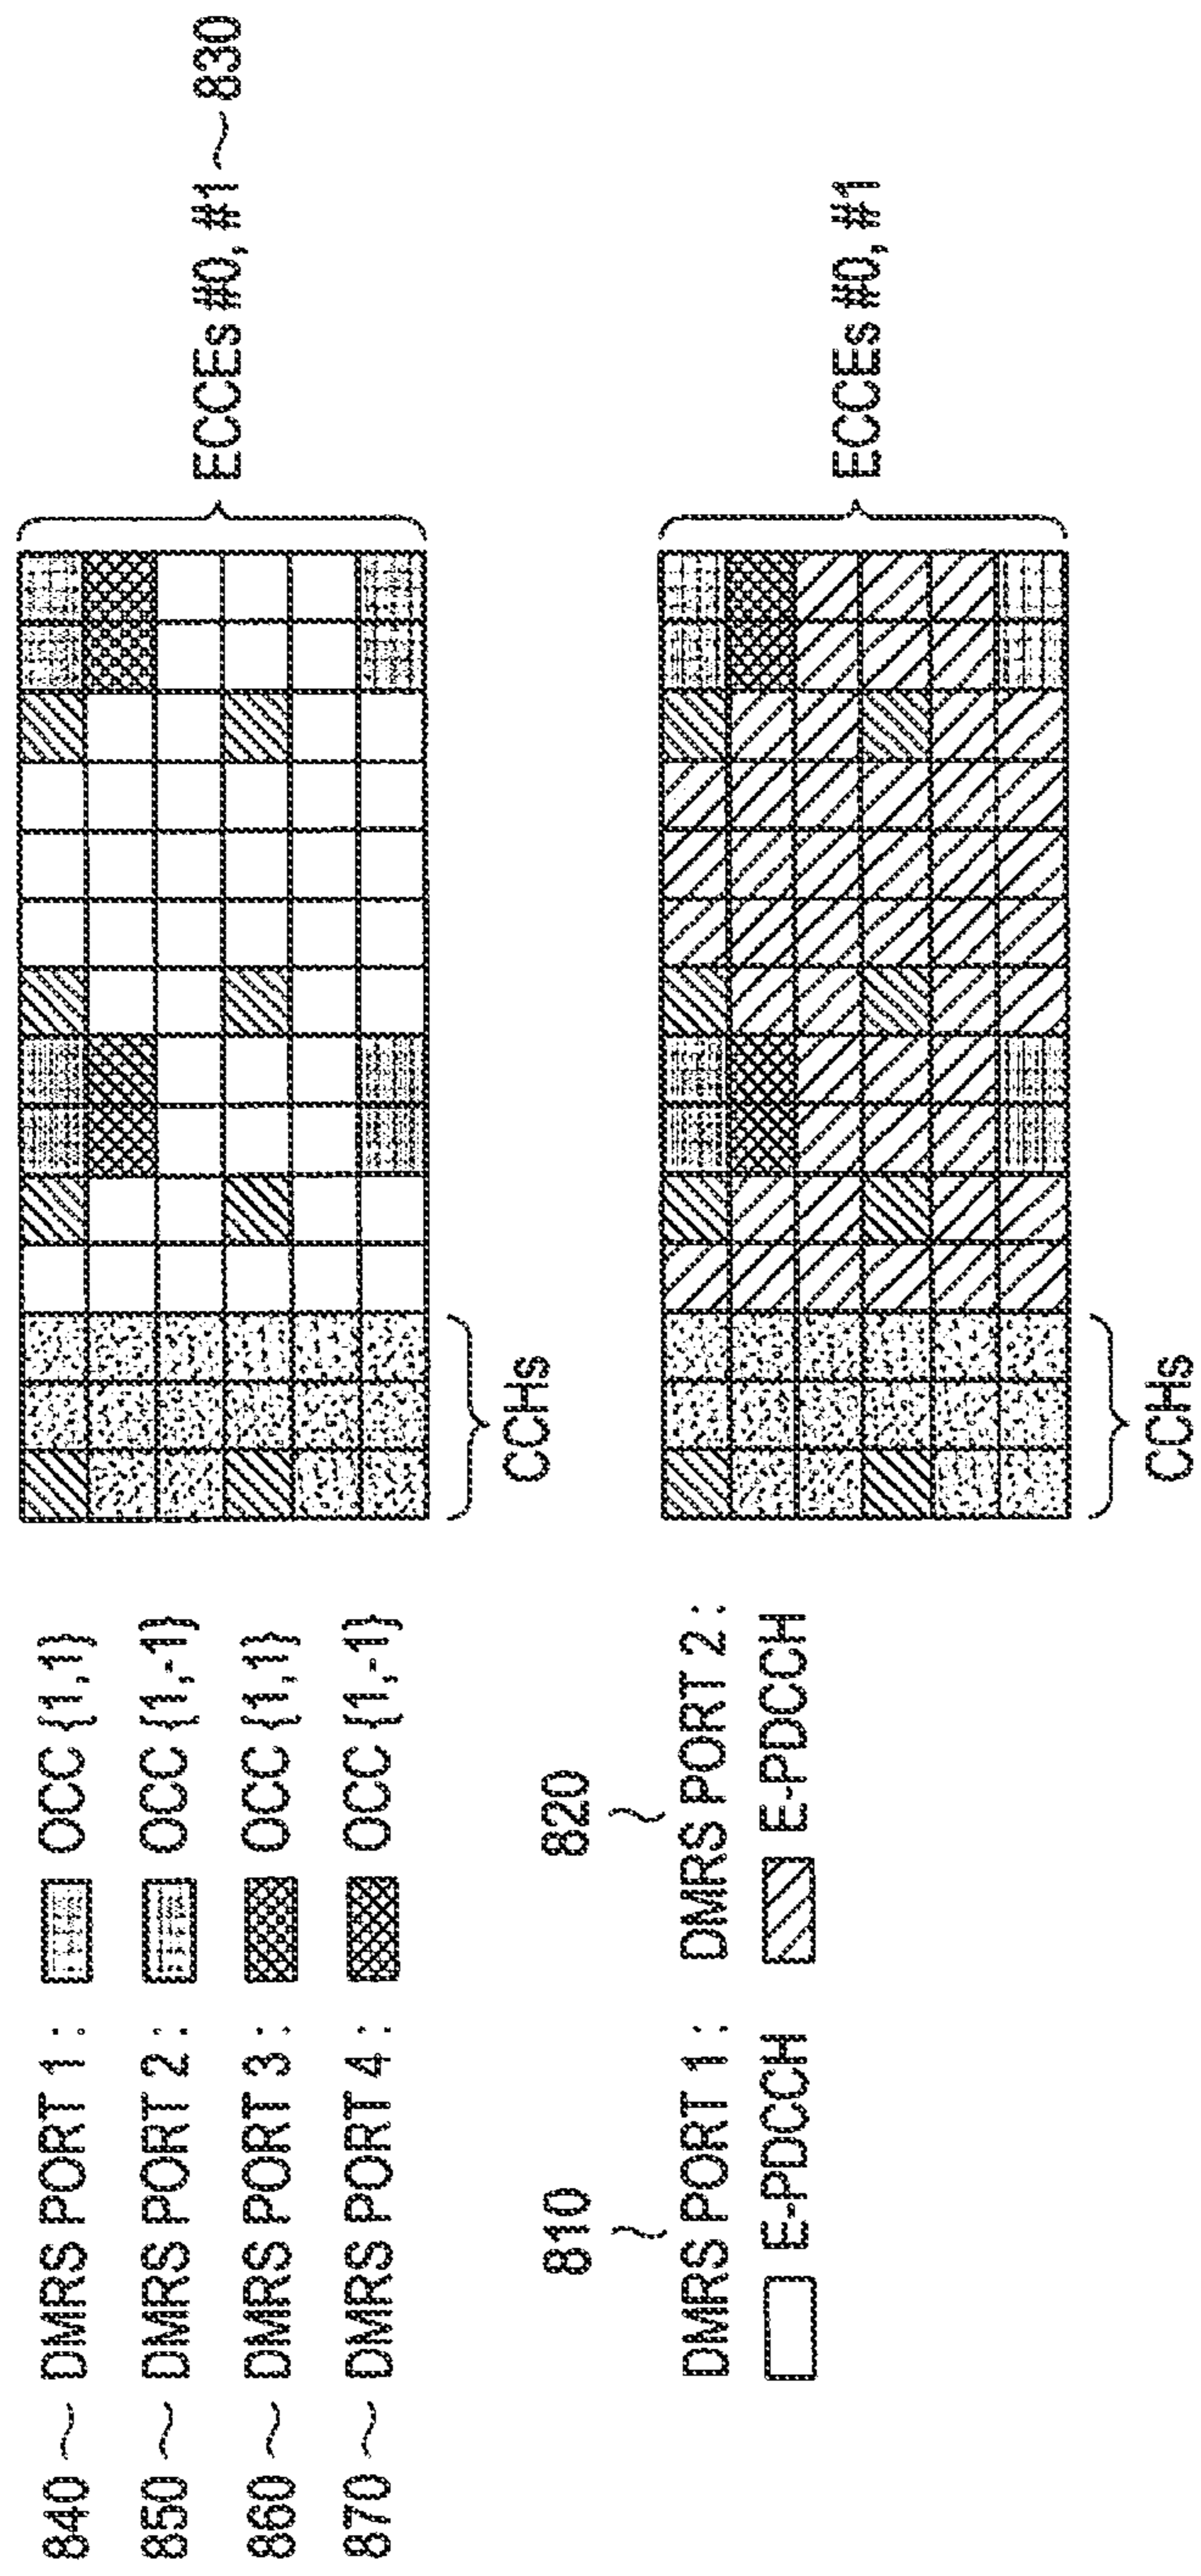 840 ~ DMRS PORT 1 : OCC {1,1}
850 ~ DMRS PORT 2 : OCC {1,-1}
860 ~ DMRS PORT 3 : OCC {1,1}
870 ~ DMRS PORT 4 : OCC {1,-1}
810
820
DMRS PORT 1 :
E-PDCCH
DMRS PORT 2 :
E-PDCCH
CCHs
ECCEs #0, #1 ~ 830
CCHs
ECCEs #0, #1